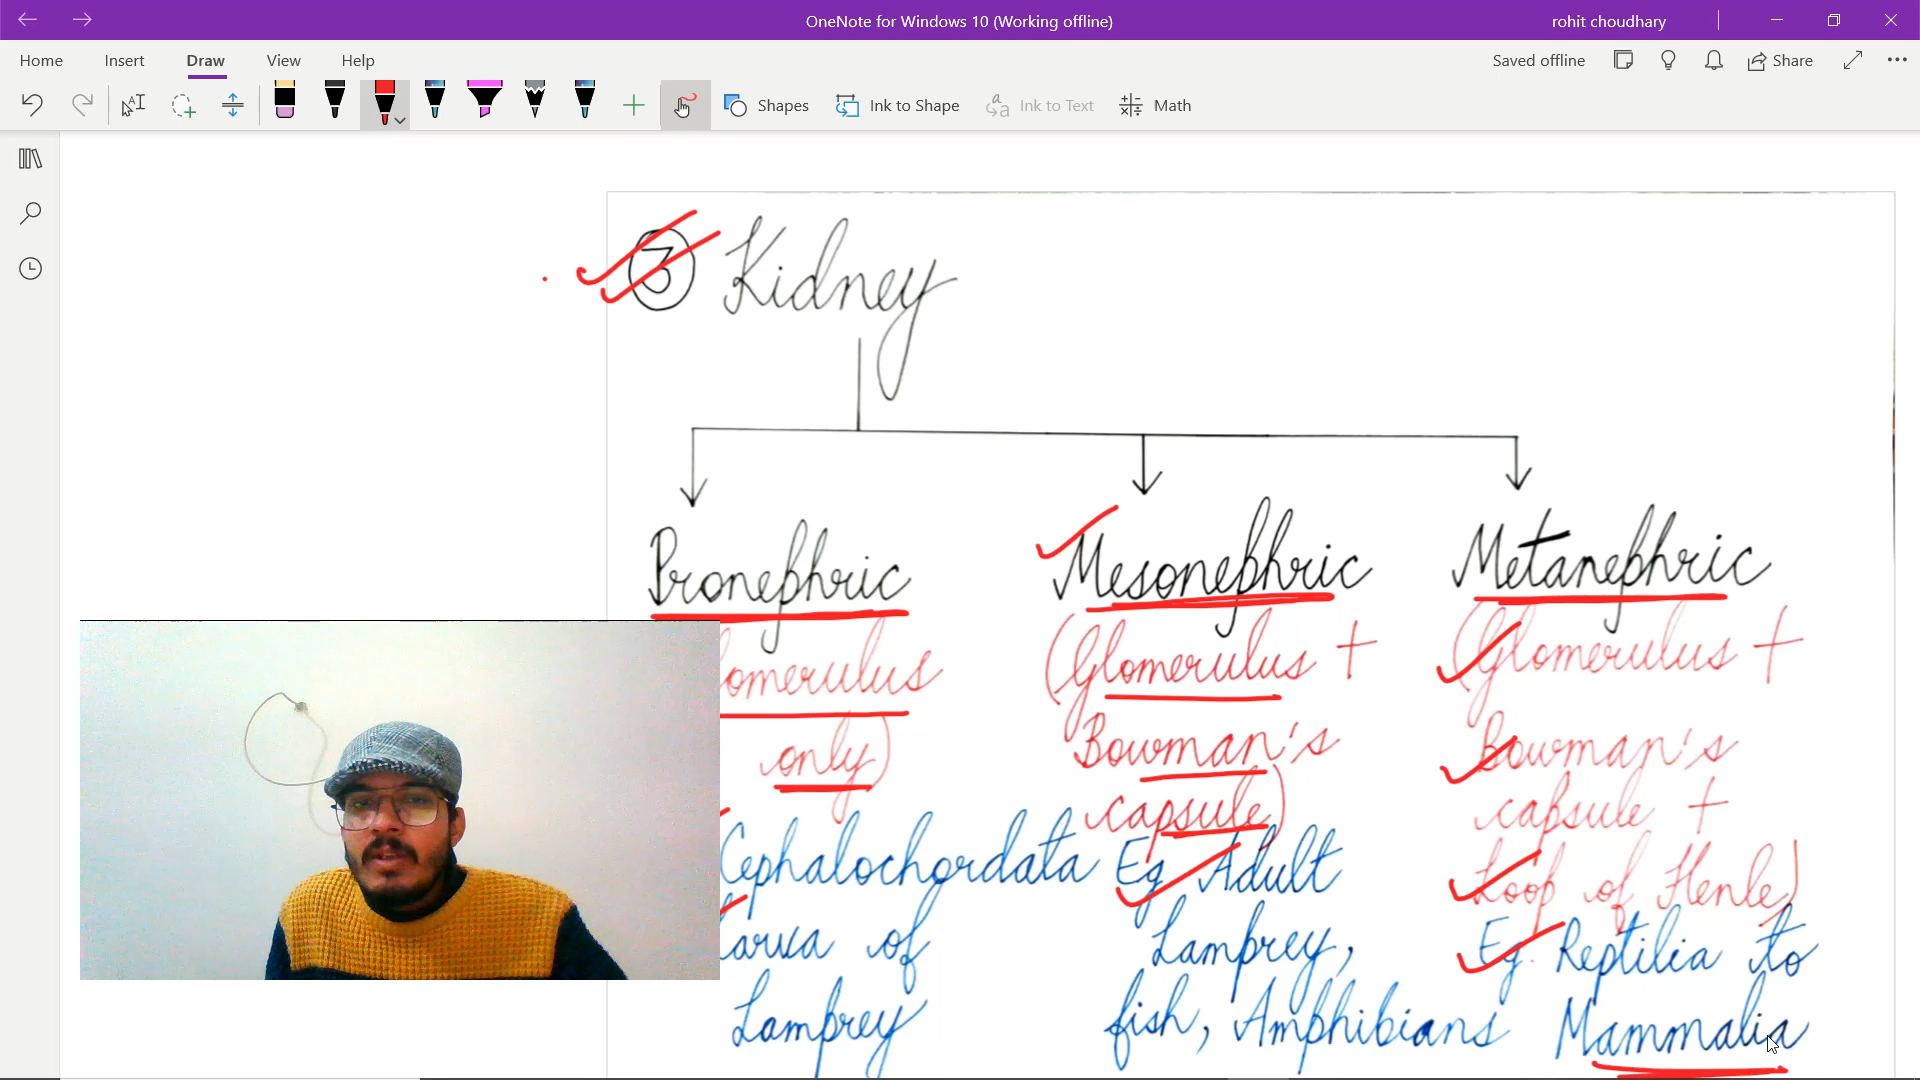 OneNote for Windows 10 (Working offline)
rohit choudhary
Home Insert Draw View Help
Saved offline Share
Shapes Ink to Shape Ink to Text Math
3 Kidney
Pronephric Mesonephric Metanephric
lomerulus (Glomerulus + (Glomerulus +
only) Bowman's Bowman's
capsule) capsule +
Cephalochordata Eg Adult Loop of Henle)
arva of Lamprey, Eg. Reptilia to
Lamprey fish, Amphibians Mammalia